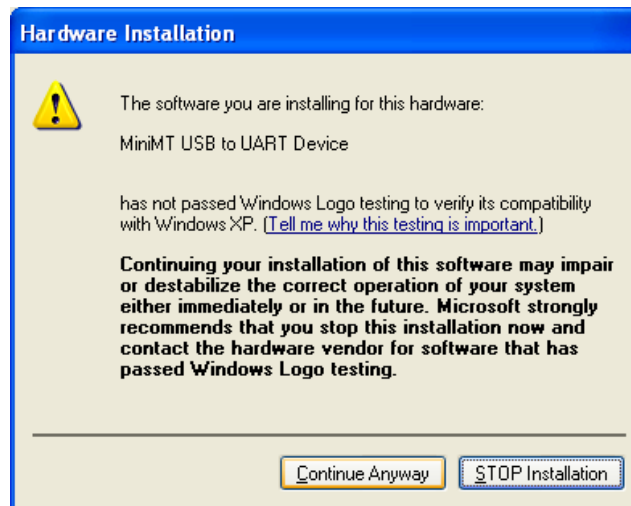 Hardware Installation
The software you are installing for this hardware:
MiniMT USB to UART Device
has not passed Windows Logo testing to verify its compatibility
with Windows XP. (Tell me why this testing is important.)
Continuing your installation of this software may impair
or destabilize the correct operation of your system
either immediately or in the future. Microsoft strongly
recommends that you stop this installation now and
contact the hardware vendor for software that has
passed Windows Logo testing.
Continue Anyway
STOP Installation